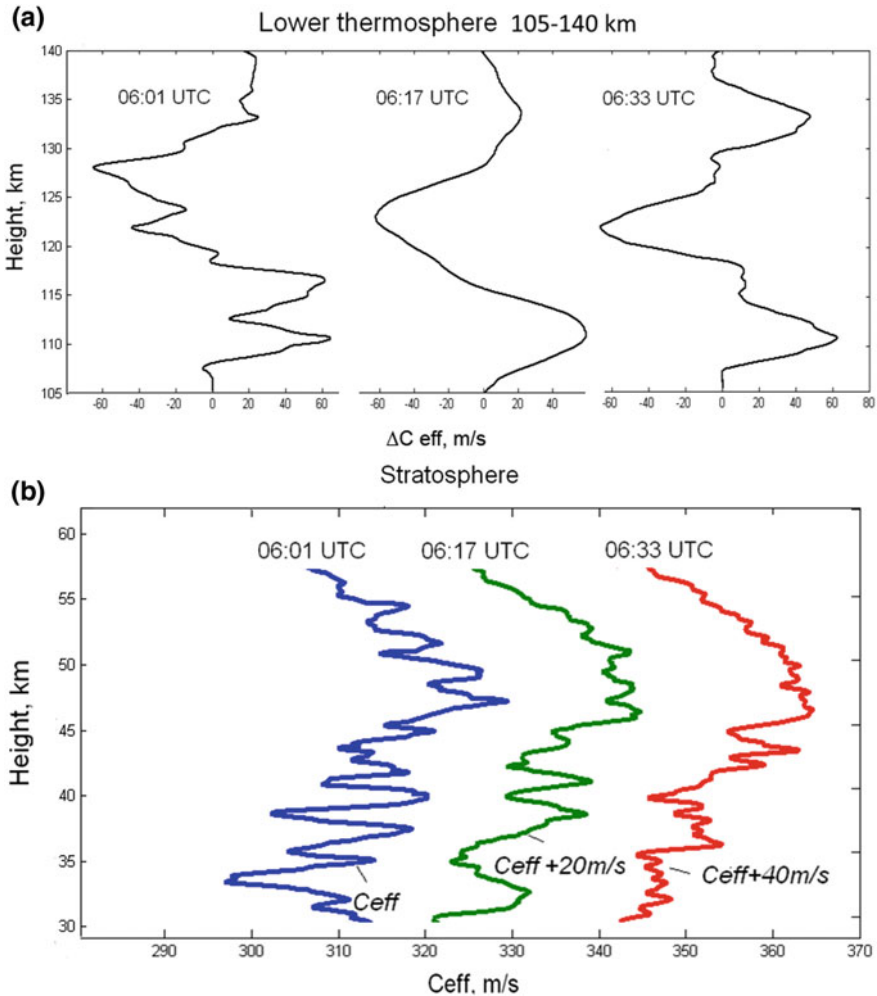 (a)
Lower thermosphere 105-140 km
140
135
130
125
120
115
110
105
Height, km
06:01 UTC
06:17 UTC
06:33 UTC
-60 -40 -20 0 20 40 60
-60 -40 -20 0 20 40
-60 -40 -20 0 20 40 60 80
ΔC eff, m/s
Stratosphere
(b)
60
55
50
45
40
35
30
Height, km
06:01 UTC
06:17 UTC
06:33 UTC
Ceff
Ceff +20m/s
Ceff+40m/s
290 300 310 320 330 340 350 360 370
Ceff, m/s